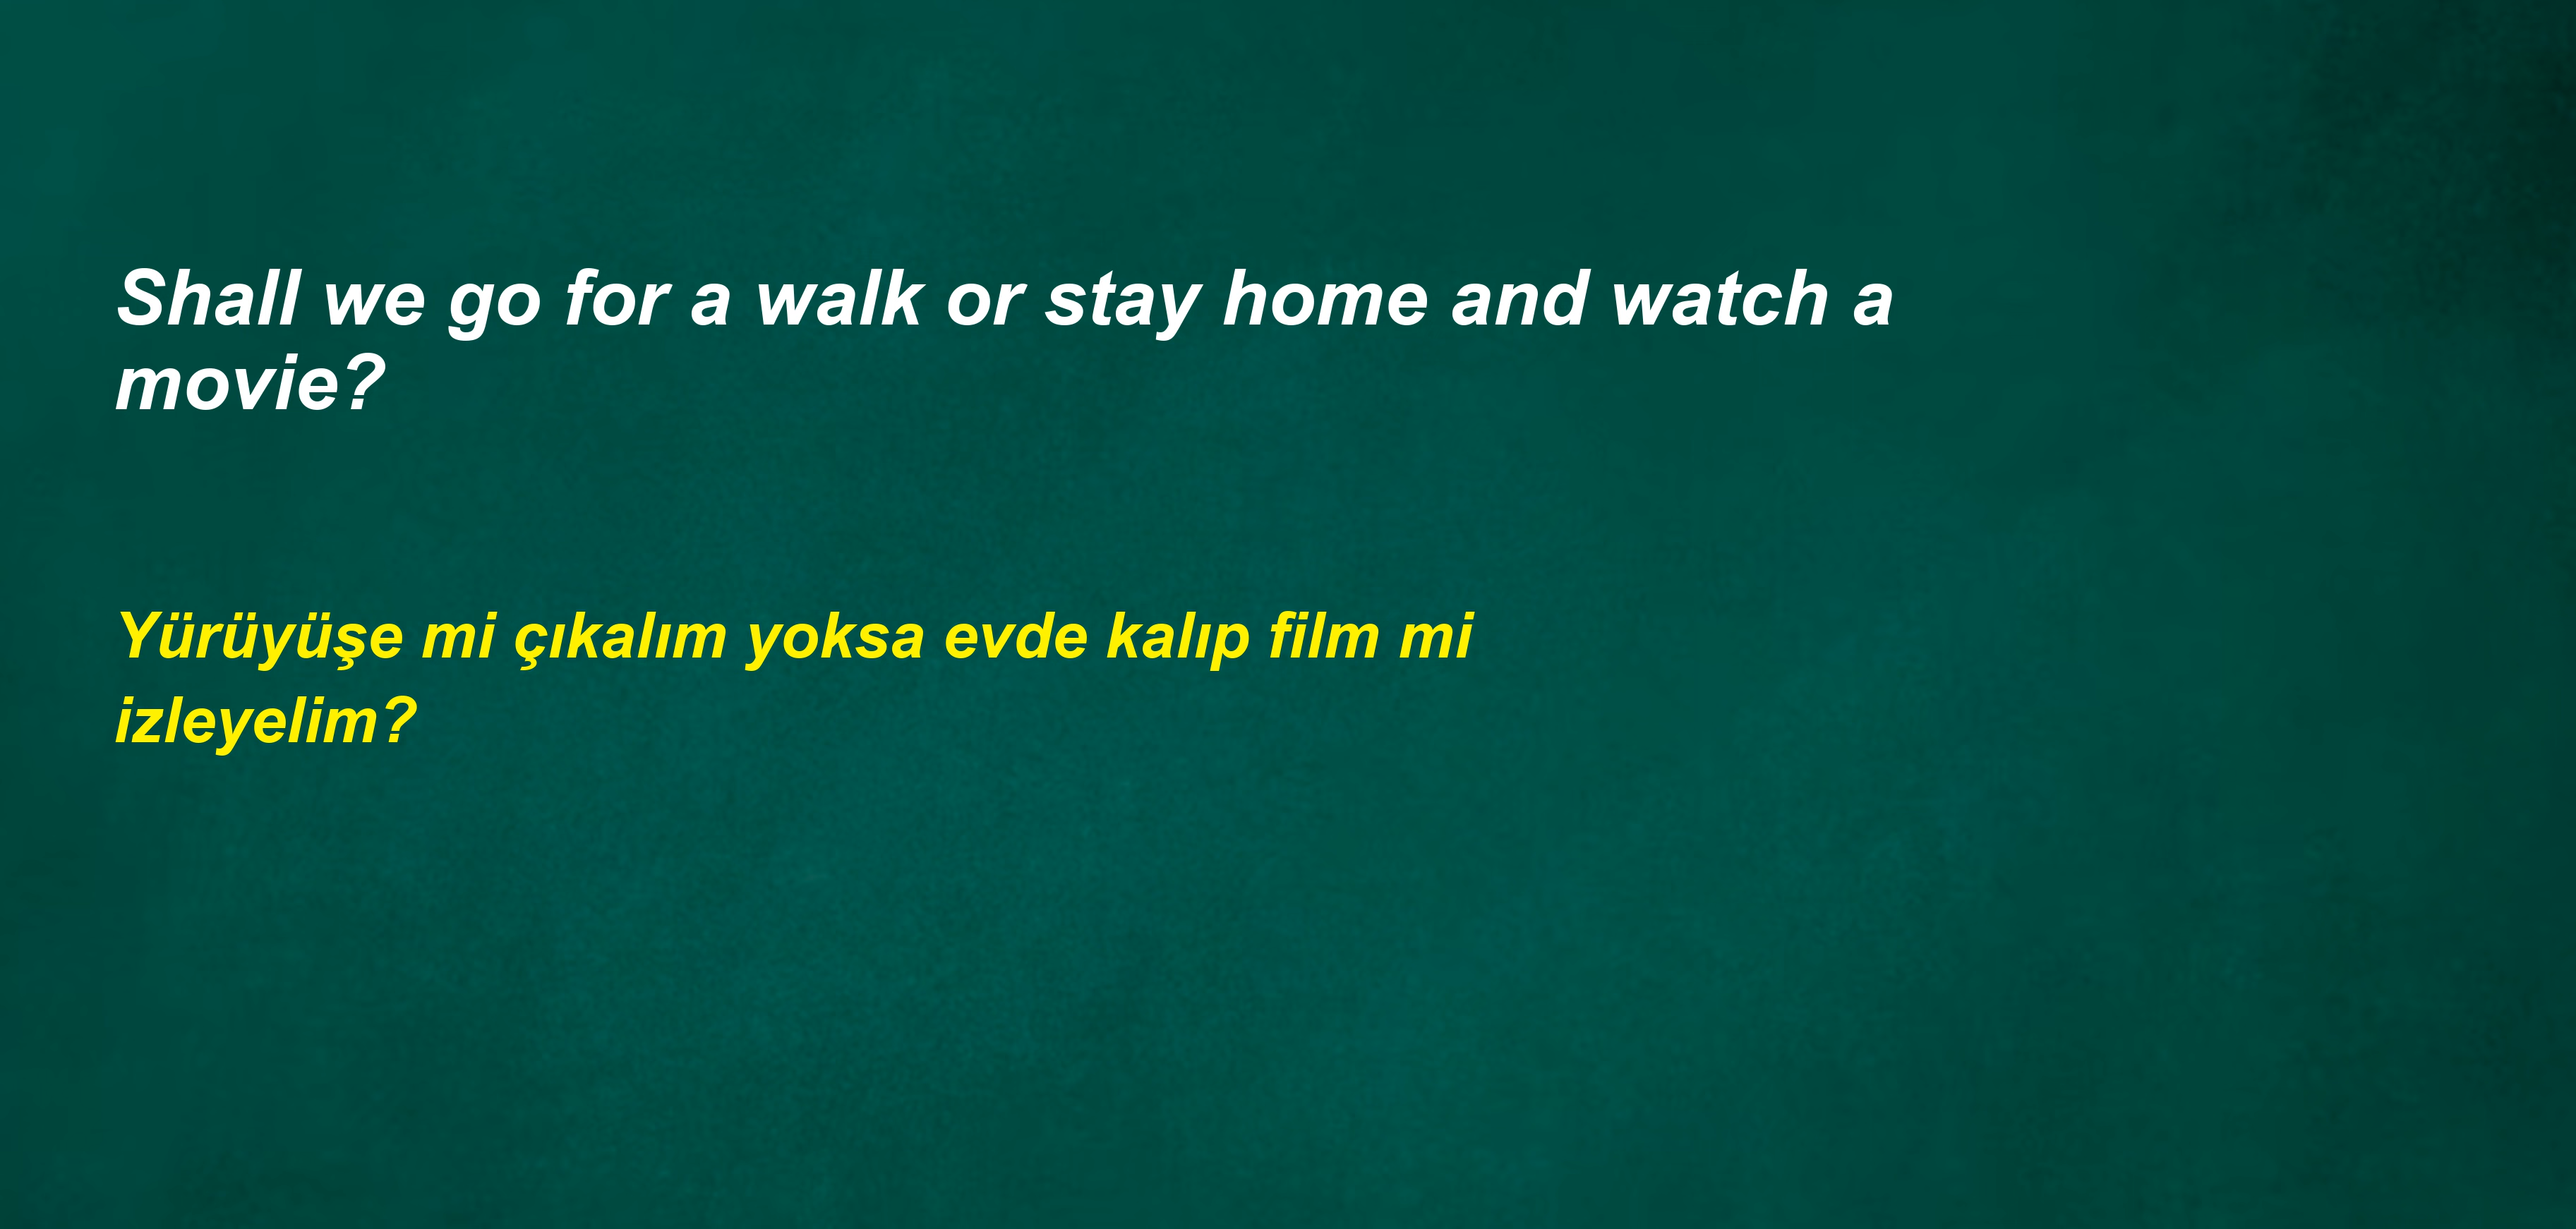 Shall we go for a walk or stay home and watch a
movie?
Yürüyüşe mi çıkalım yoksa evde kalıp film mi
izleyelim?